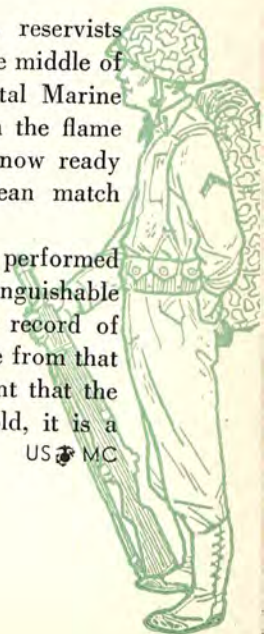 reservists
e middle of
tal Marine
the flame
now ready
ean match
performed
nguishable
record of
e from that
nt that the
ld, it is a
US MC